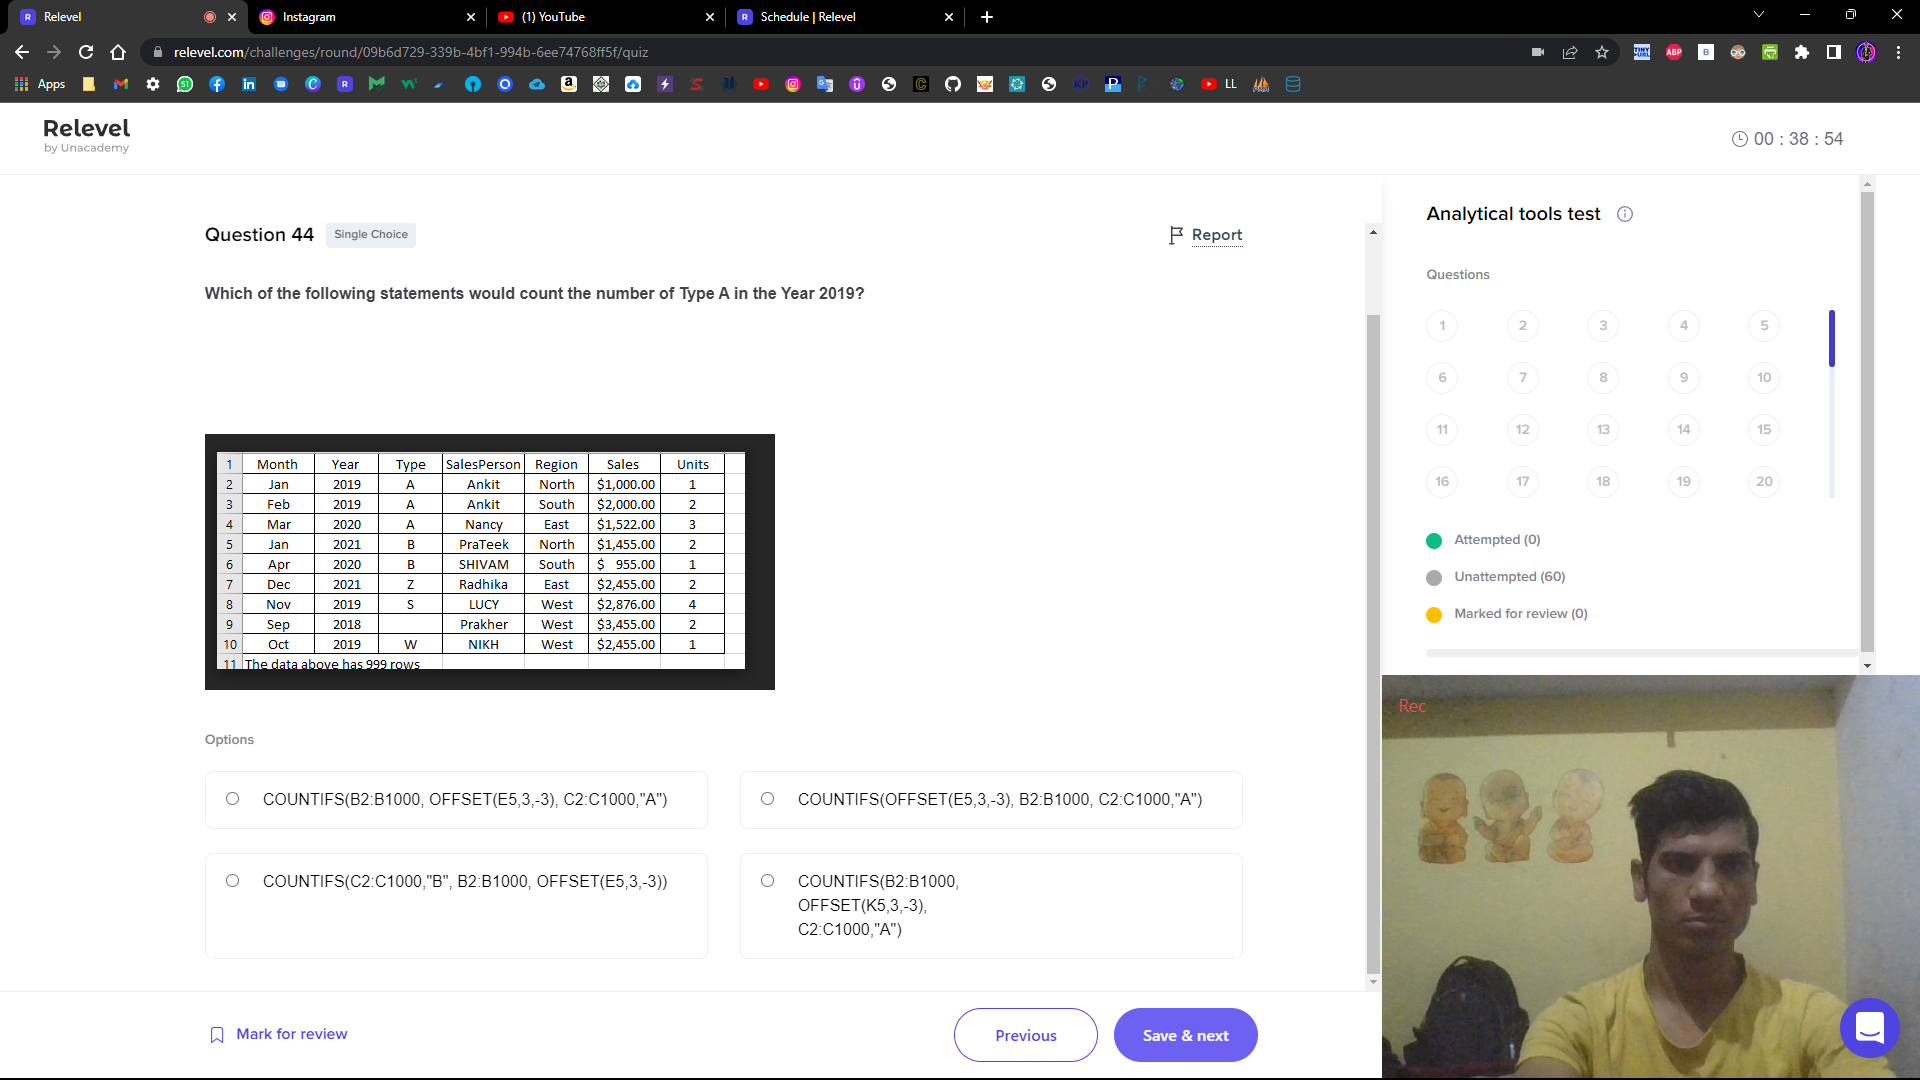 Relevel
Instagram
(1) YouTube
Schedule | Relevel
relevel.com/challenges/round/09b6d729-339b-4bf1-994b-6ee74768ff5f/quiz
Apps
LL
Relevel
by Unacademy
00 : 38 : 54
Question 44
Single Choice
Report
Which of the following statements would count the number of Type A in the Year 2019?
1 Month Year Type SalesPerson Region Sales Units
2 Jan 2019 A Ankit North $1,000.00 1
3 Feb 2019 A Ankit South $2,000.00 2
4 Mar 2020 A Nancy East $1,522.00 3
5 Jan 2021 B PraTeek North $1,455.00 2
6 Apr 2020 B SHIVAM South $ 955.00 1
7 Dec 2021 Z Radhika East $2,455.00 2
8 Nov 2019 S LUCY West $2,876.00 4
9 Sep 2018 Prakher West $3,455.00 2
10 Oct 2019 W NIKH West $2,455.00 1
11 The data above has 999 rows
Options
COUNTIFS(B2:B1000, OFFSET(E5,3,-3), C2:C1000,"A")
COUNTIFS(OFFSET(E5,3,-3), B2:B1000, C2:C1000,"A")
COUNTIFS(C2:C1000,"B", B2:B1000, OFFSET(E5,3,-3))
COUNTIFS(B2:B1000,
OFFSET(K5,3,-3),
C2:C1000,"A")
Mark for review
Previous
Save & next
Analytical tools test
Questions
1 2 3 4 5
6 7 8 9 10
11 12 13 14 15
16 17 18 19 20
Attempted (0)
Unattempted (60)
Marked for review (0)
Rec